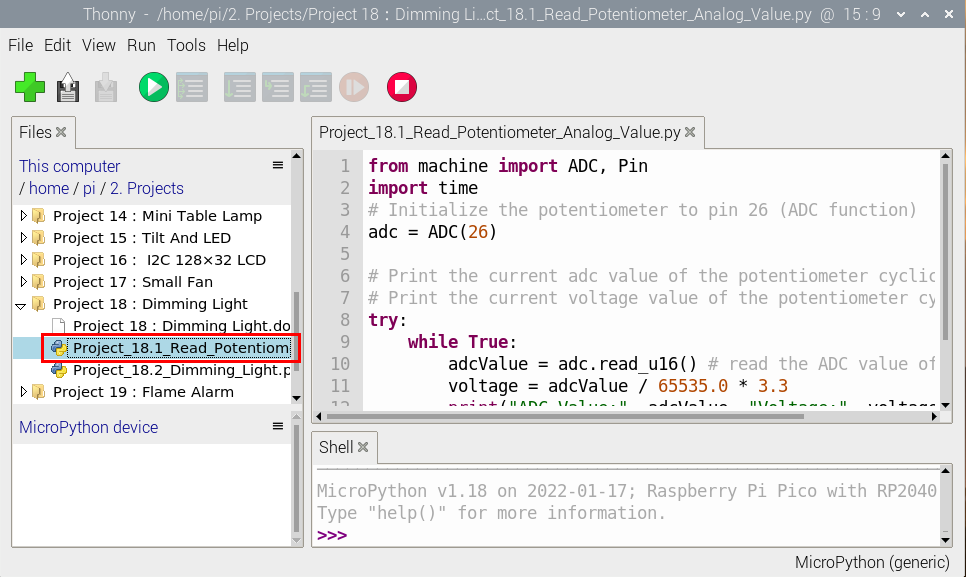 Thonny - /home/pi/2. Projects/Project 18 : Dimming Li…ct_18.1_Read_Potentiometer_Analog_Value.py @ 15 : 9
File Edit View Run Tools Help
Files
This computer
/ home / pi / 2. Projects
Project 14 : Mini Table Lamp
Project 15 : Tilt And LED
Project 16 : I2C 128×32 LCD
Project 17 : Small Fan
Project 18 : Dimming Light
Project 18 : Dimming Light.do
Project_18.1_Read_Potentiom
Project_18.2_Dimming_Light.p
Project 19 : Flame Alarm
MicroPython device
Project_18.1_Read_Potentiometer_Analog_Value.py
1 from machine import ADC, Pin
2 import time
3 # Initialize the potentiometer to pin 26 (ADC function)
4 adc = ADC(26)
5
6 # Print the current adc value of the potentiometer cyclic
7 # Print the current voltage value of the potentiometer cy
8 try:
9 while True:
10 adcValue = adc.read_u16() # read the ADC value of
11 voltage = adcValue / 65535.0 * 3.3
12 print("ADC Value:", adcValue, "Voltage:", voltage
Shell
MicroPython v1.18 on 2022-01-17; Raspberry Pi Pico with RP2040
Type "help()" for more information.
>>>
MicroPython (generic)